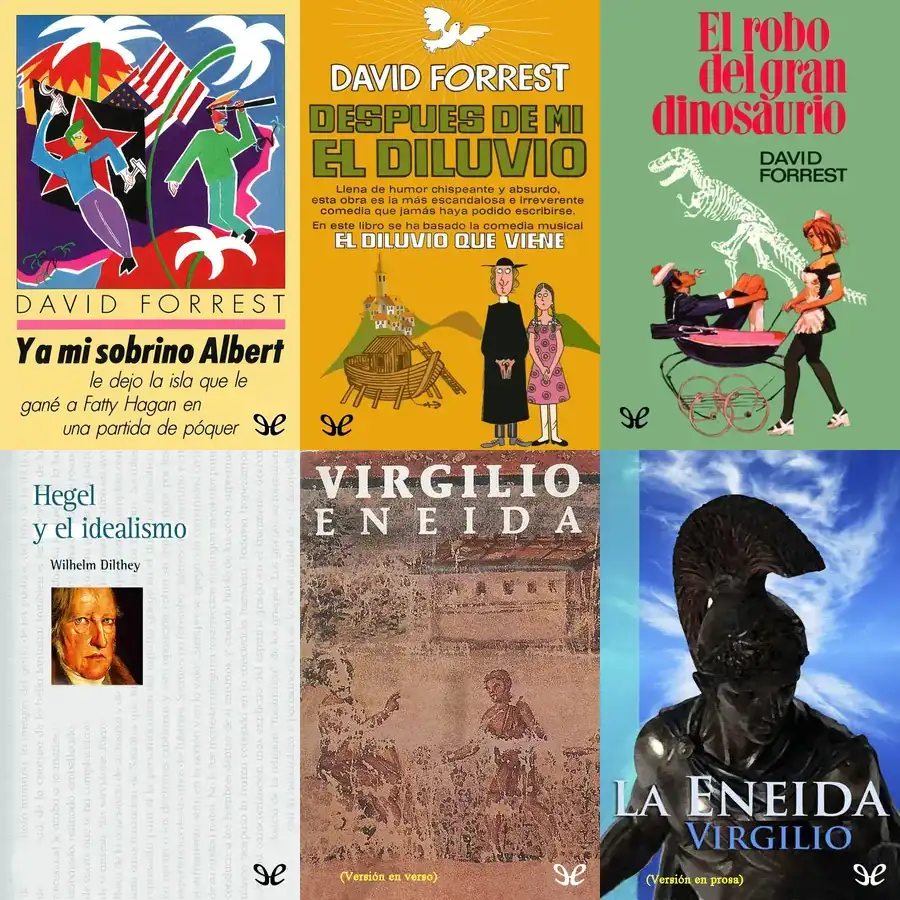 DAVID FORREST
Y a mi sobrino Albert
le dejo la isla que le
gané a Fatty Hagan en
una partida de póquer
DAVID FORREST
DESPUES DE MI
EL DILUVIO
Llena de humor chispeante y absurdo,
esta obra es la más escandalosa e irreverente
comedia que jamás haya podido escribirse.
En este libro se ha basado la comedia musical
EL DILUVIO QUE VIENE
El robo
del gran
dinosaurio
DAVID
FORREST
Hegel
y el idealismo
Wilhelm Dilthey
VIRGILIO
ENEIDA
(Versión en verso)
LA ENEIDA
VIRGILIO
(Versión en prosa)